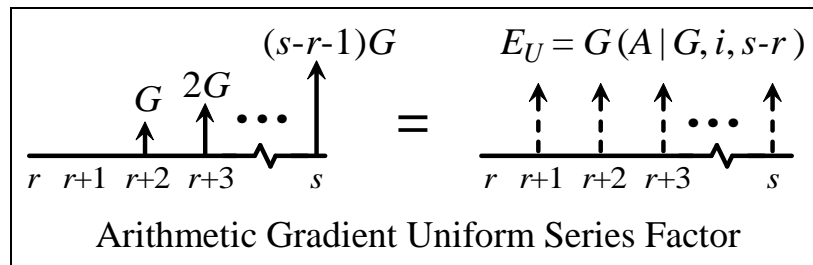 (s-r-1)G
G 2G ••• = E_U = G(A | G, i, s-r)
r r+1 r+2 r+3 s
••• 
r r+1 r+2 r+3 s
Arithmetic Gradient Uniform Series Factor